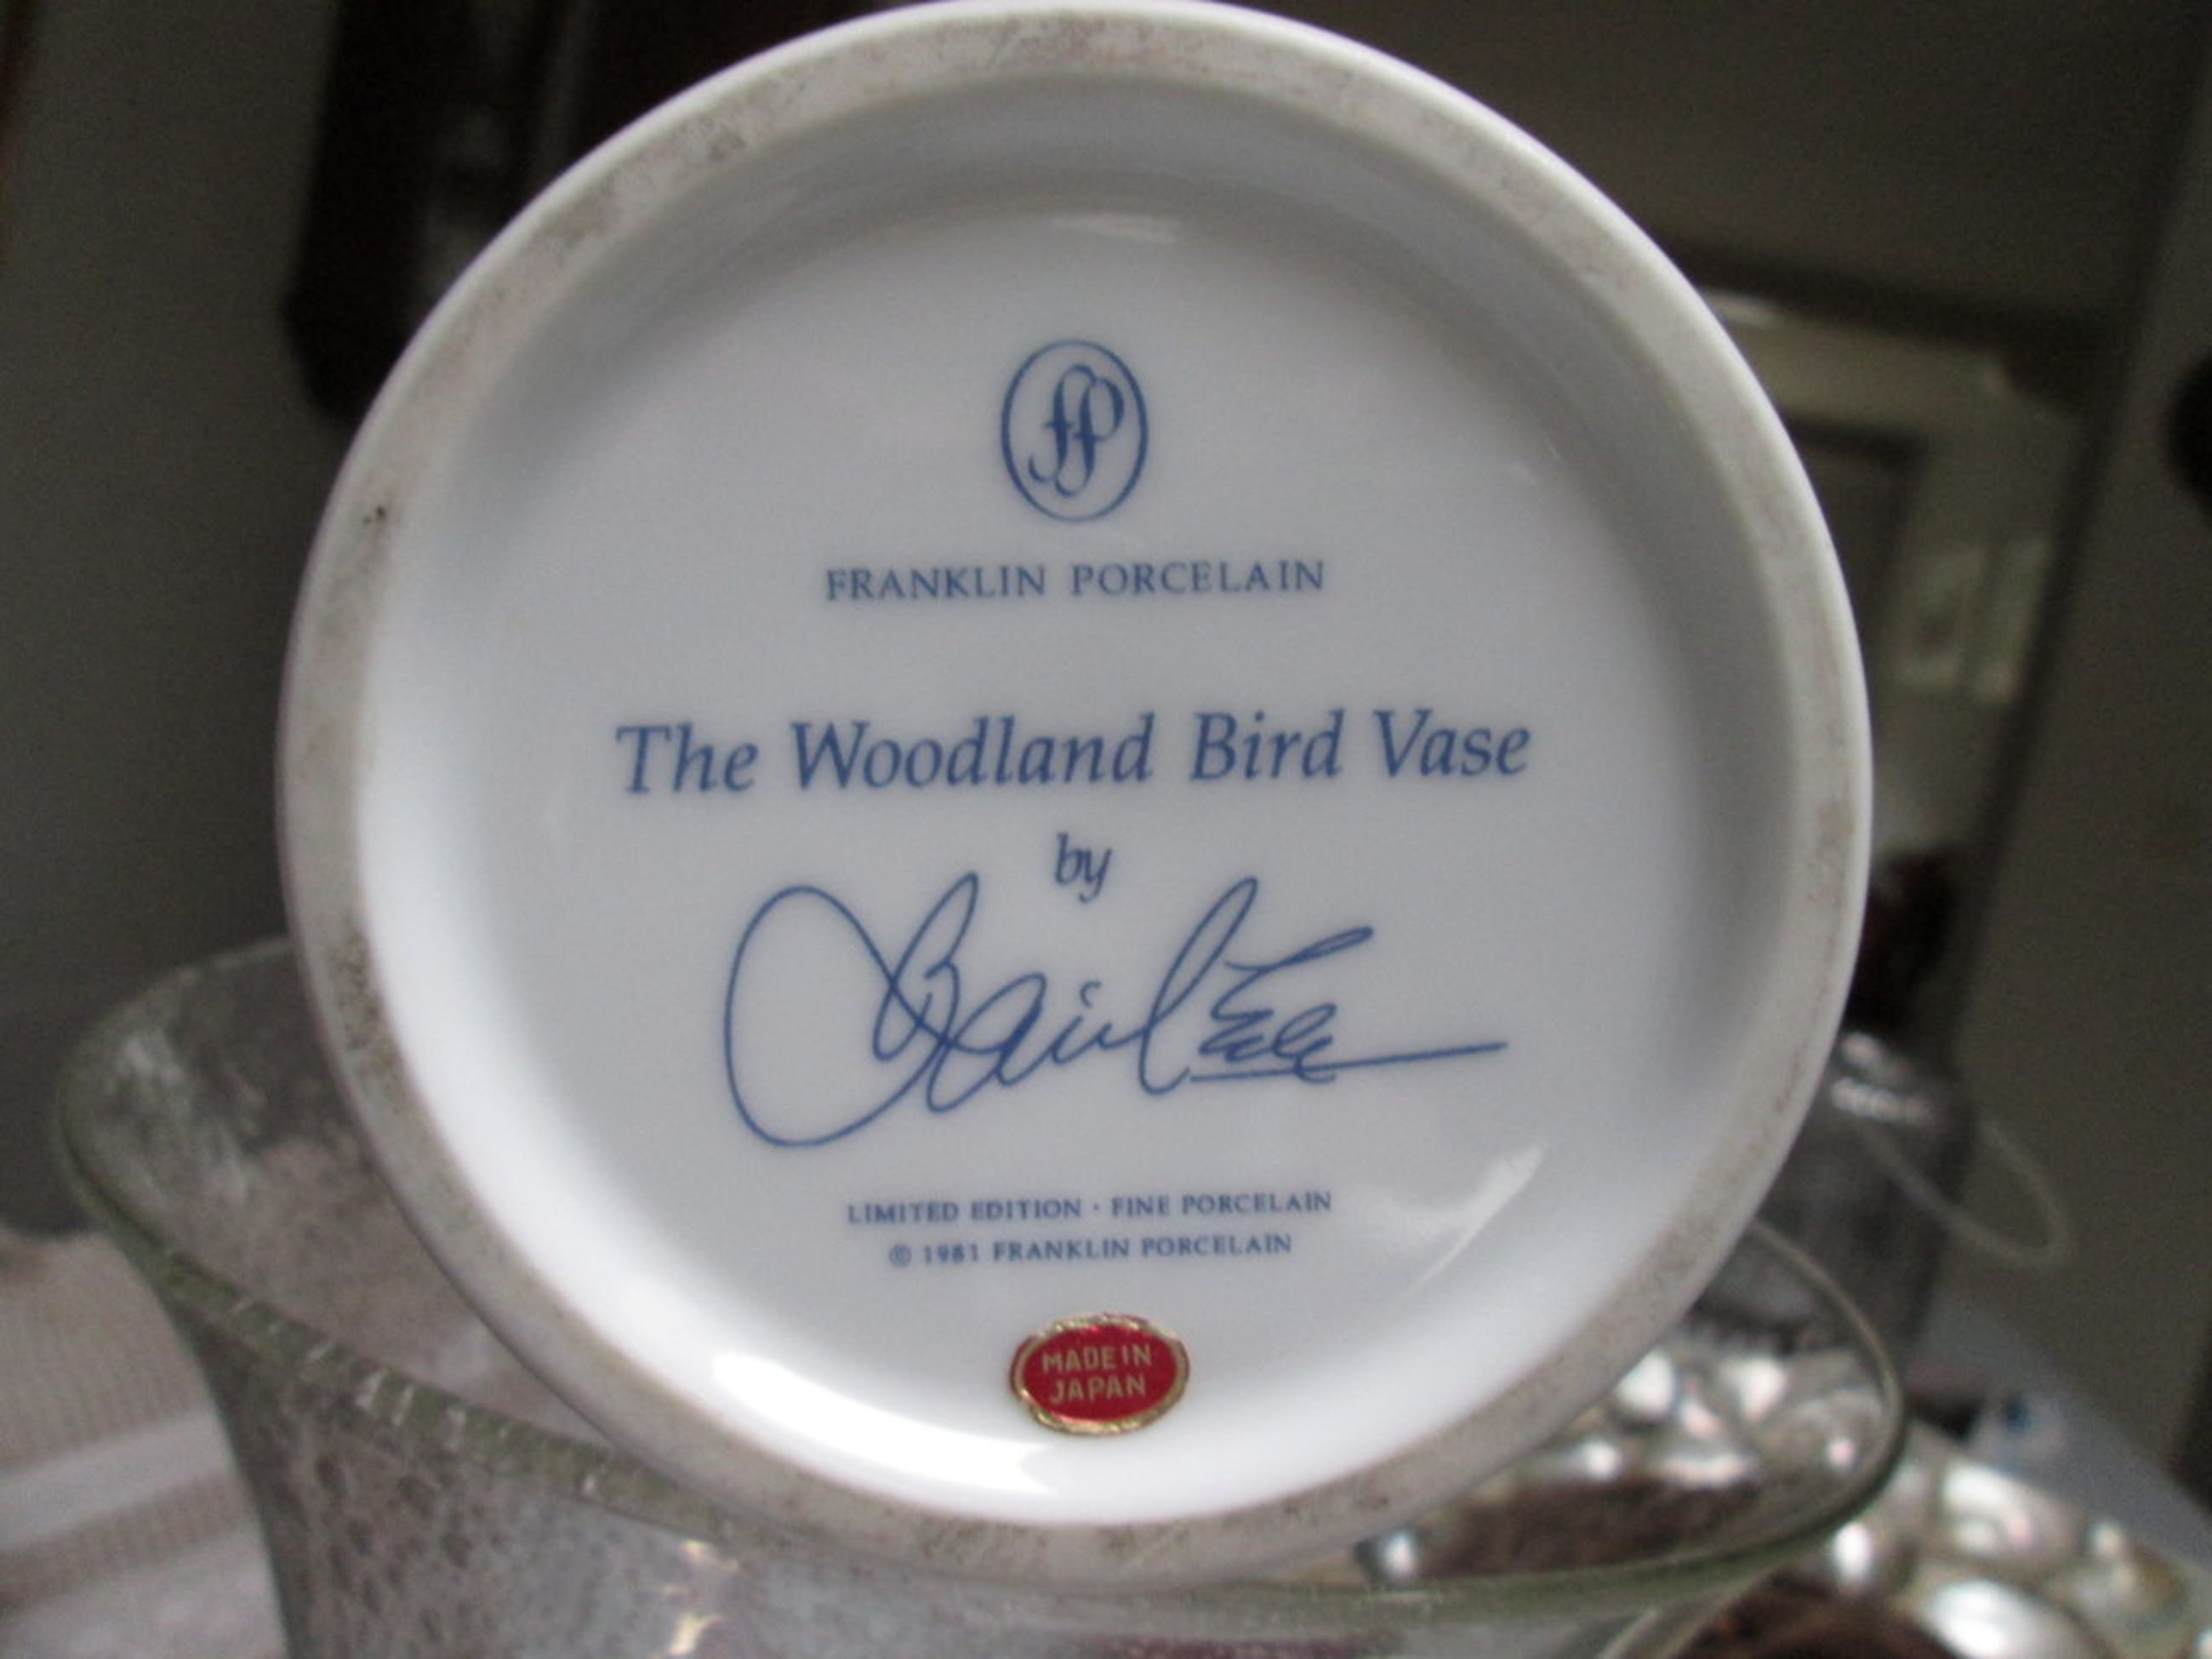 fp
FRANKLIN PORCELAIN
The Woodland Bird Vase
by
LIMITED EDITION · FINE PORCELAIN
© 1981 FRANKLIN PORCELAIN
MADE IN
JAPAN